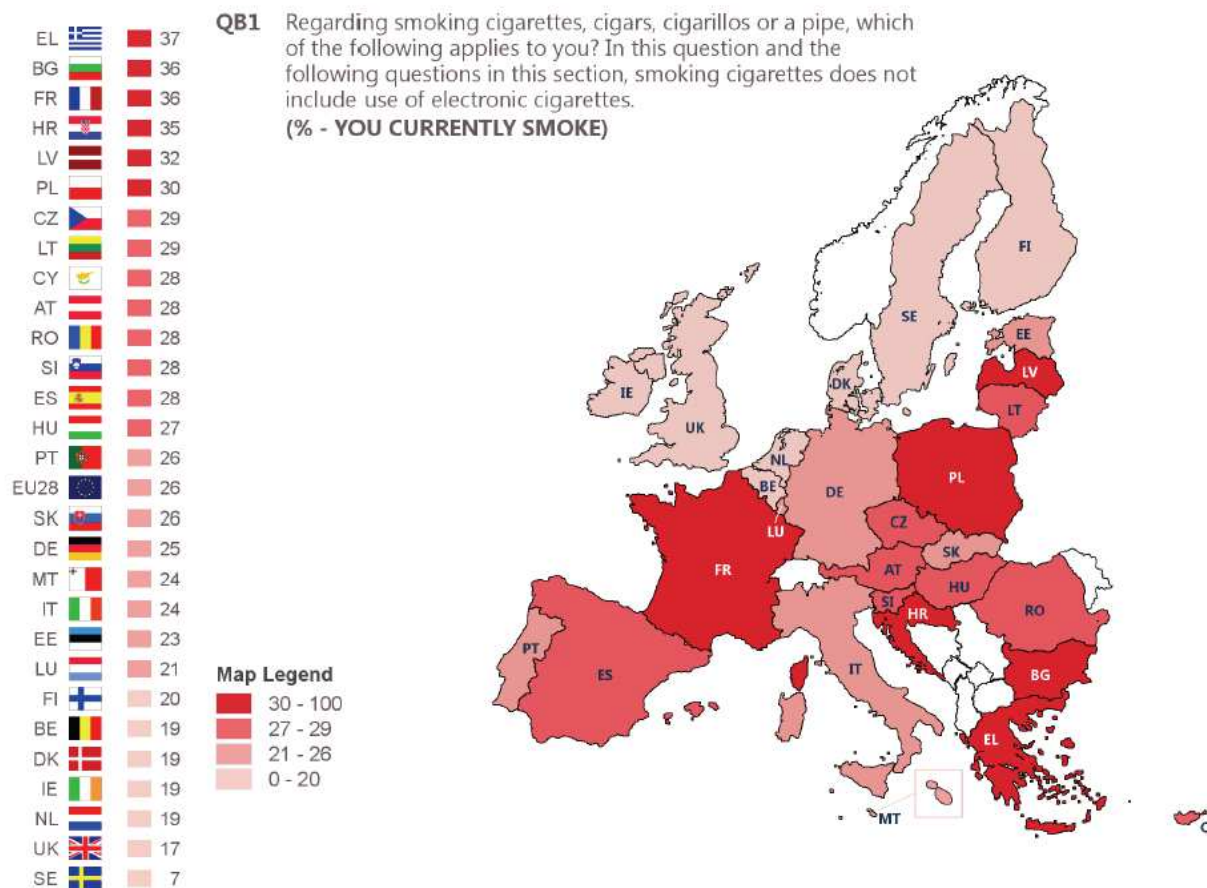 QB1 Regarding smoking cigarettes, cigars, cigarillos or a pipe, which
of the following applies to you? In this question and the
following questions in this section, smoking cigarettes does not
include use of electronic cigarettes.
(% - YOU CURRENTLY SMOKE)
EL 37
BG 36
FR 36
HR 35
LV 32
PL 30
CZ 29
LT 29
CY 28
AT 28
RO 28
SI 28
ES 28
HU 27
PT 26
EU28 26
SK 26
DE 25
MT 24
IT 24
EE 23
LU 21
FI 20
BE 19
DK 19
IE 19
NL 19
UK 17
SE 7
Map Legend
30 - 100
27 - 29
21 - 26
0 - 20
FI
SE
EE
LV
LT
DK
IE
UK
NL
BE
LU
DE
PL
CZ
SK
AT
HU
SI
HR
RO
FR
PT
ES
IT
BG
EL
MT